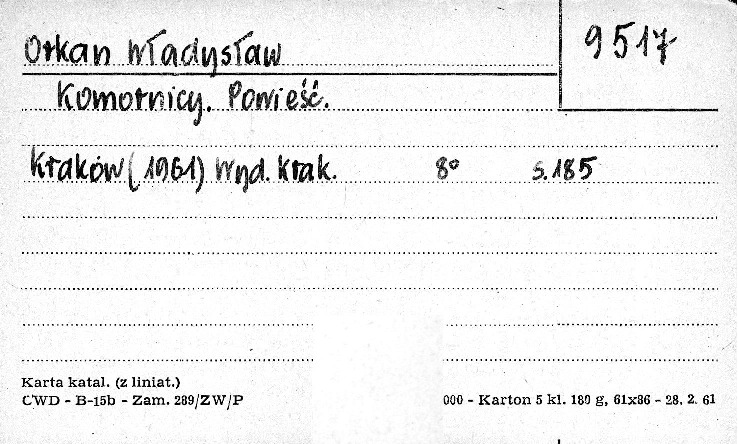 Orkan Władysław
9517
Komornicy. Powieść.
Kraków (1961) Wyd. Krak. 8° s. 185
Karta katal. (z liniat.)
CWD - B-15b - Zam. 289/ZW/P
000 - Karton 5 kl. 180 g, 61x86 - 28. 2. 61